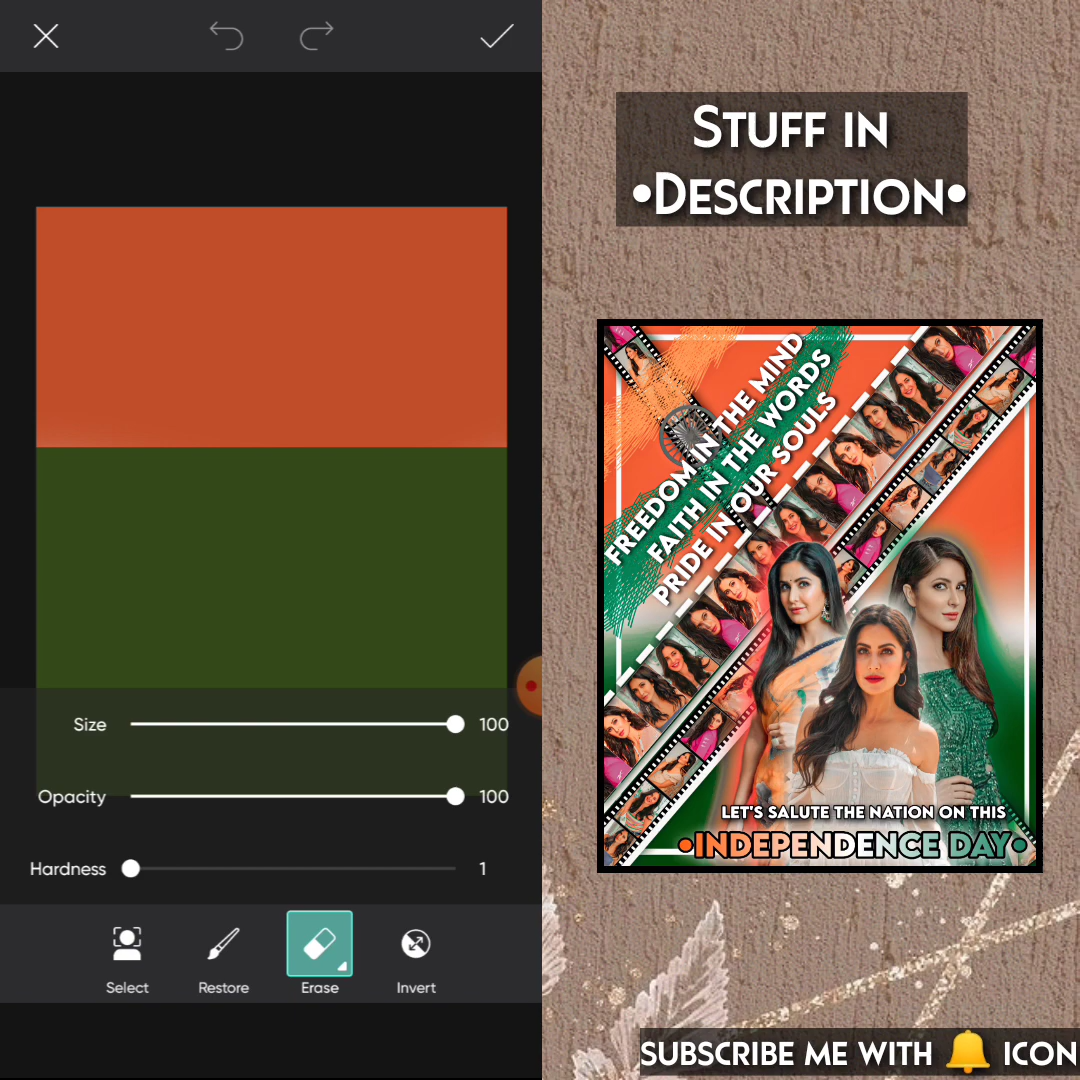 Size
100
Opacity
100
Hardness
1
Select
Restore
Erase
Invert
STUFF IN
•DESCRIPTION•
FREEDOM IN THE MIND
FAITH IN THE WORDS
PRIDE IN OUR SOULS
LET'S SALUTE THE NATION ON THIS
•INDEPENDENCE DAY•
SUBSCRIBE ME WITH 🔔 ICON